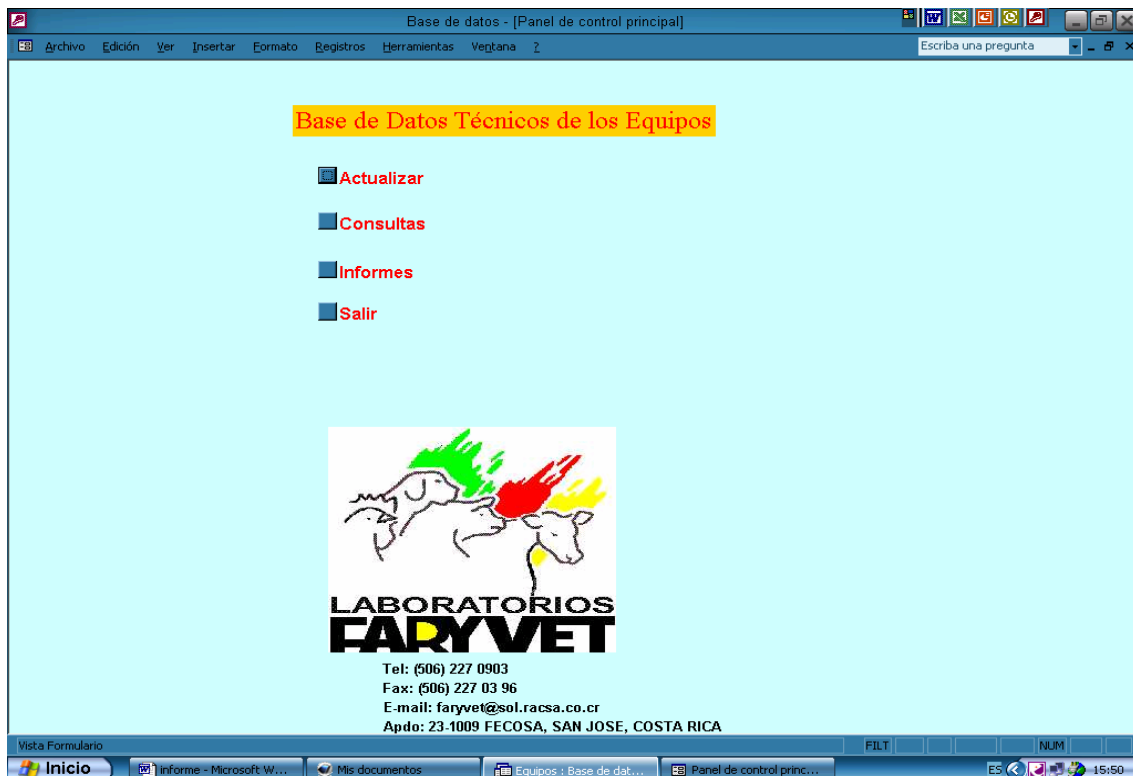 Base de datos - [Panel de control principal]
Archivo Edición Ver Insertar Formato Registros Herramientas Ventana ?
Escriba una pregunta
Base de Datos Técnicos de los Equipos
Actualizar
Consultas
Informes
Salir
LABORATORIOS
FARYVET
Tel: (506) 227 0903
Fax: (506) 227 03 96
E-mail: faryvet@sol.racsa.co.cr
Apdo: 23-1009 FECOSA, SAN JOSE, COSTA RICA
Vista Formulario FILT NUM
Inicio informe - Microsoft W... Mis documentos Equipos : Base de dat... Panel de control princ... ES 15:50